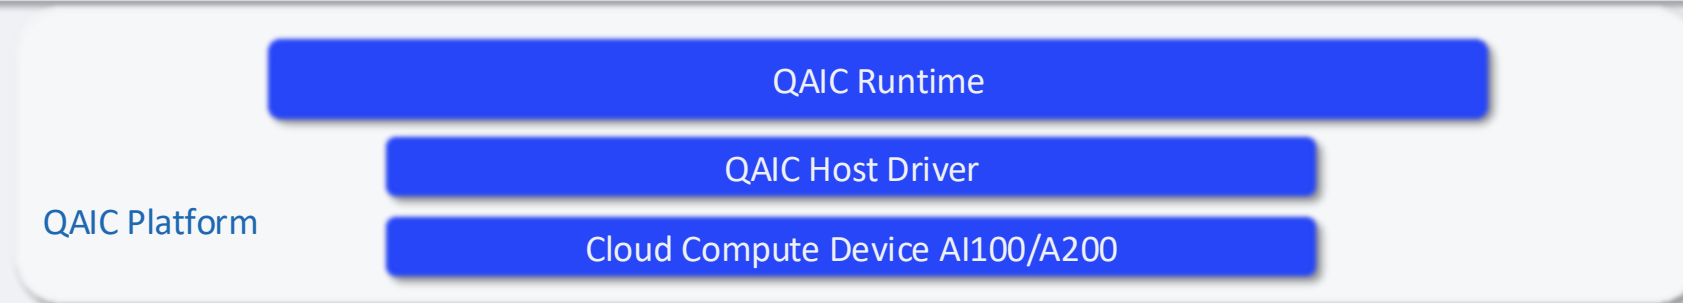 QAIC Runtime
QAIC Host Driver
QAIC Platform
Cloud Compute Device AI100/A200